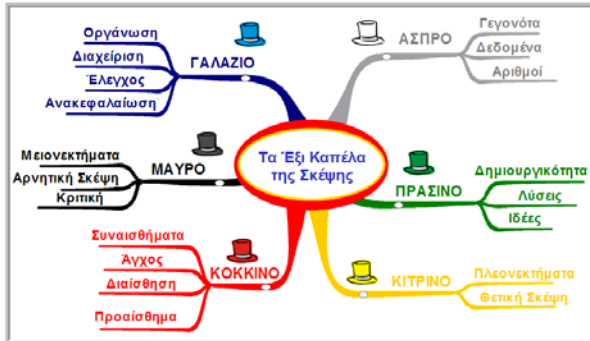 Τα Έξι Καπέλα
της Σκέψης
ΓΑΛΑΖΙΟ
Οργάνωση
Διαχείριση
Έλεγχος
Ανακεφαλαίωση
ΑΣΠΡΟ
Γεγονότα
Δεδομένα
Αριθμοί
ΜΑΥΡΟ
Μειονεκτήματα
Αρνητική Σκέψη
Κριτική
ΠΡΑΣΙΝΟ
Δημιουργικότητα
Λύσεις
Ιδέες
ΚΟΚΚΙΝΟ
Συναισθήματα
Άγχος
Διαίσθηση
Προαίσθημα
ΚΙΤΡΙΝΟ
Πλεονεκτήματα
Θετική Σκέψη